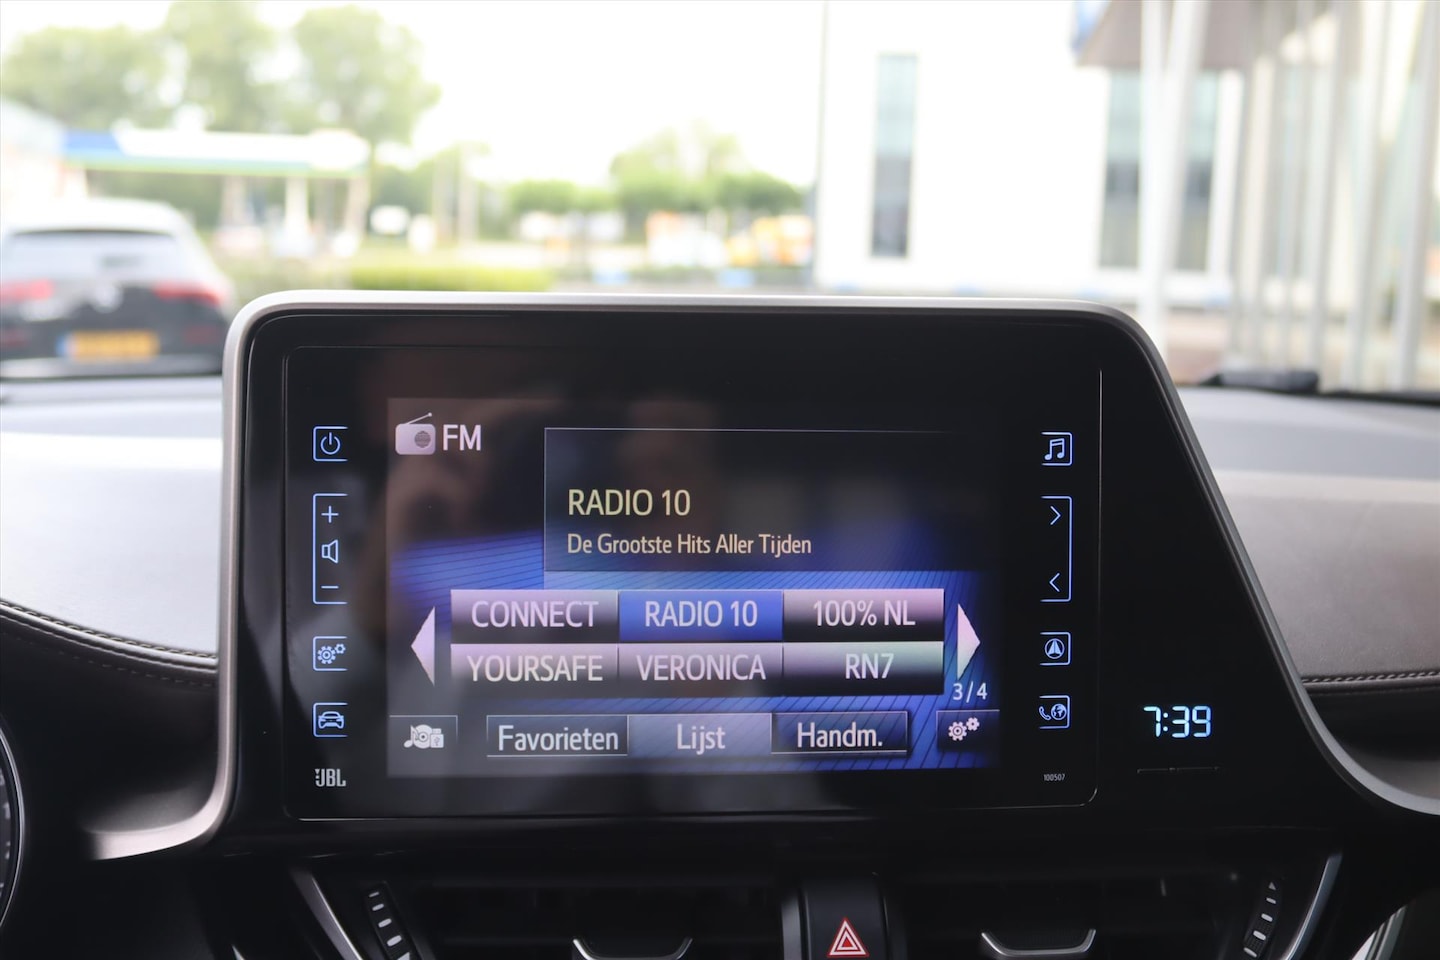 FM
RADIO 10
De Grootste Hits Aller Tijden
CONNECT RADIO 10 100% NL
YOURSAFE VERONICA RN7
3/4
Favorieten Lijst Handm.
7:39
JBL
100507